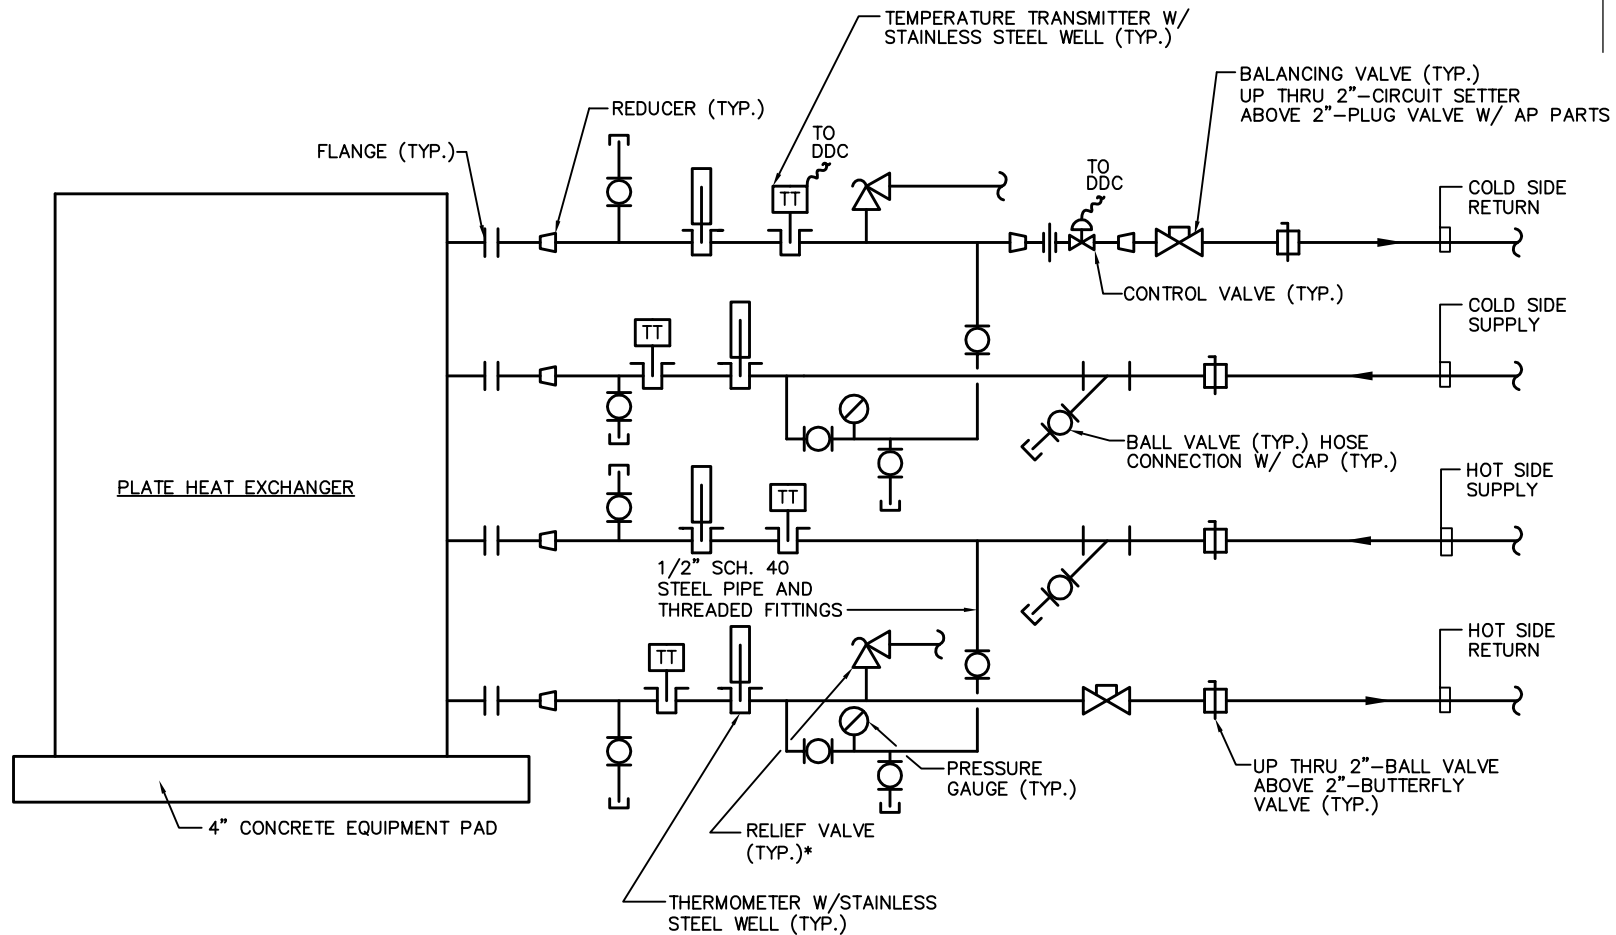 TEMPERATURE TRANSMITTER W/
STAINLESS STEEL WELL (TYP.)
BALANCING VALVE (TYP.)
UP THRU 2"-CIRCUIT SETTER
ABOVE 2"-PLUG VALVE W/ AP PARTS
REDUCER (TYP.)
FLANGE (TYP.)
TO
DDC
TO
DDC
TT
COLD SIDE
RETURN
CONTROL VALVE (TYP.)
COLD SIDE
SUPPLY
TT
BALL VALVE (TYP.) HOSE
CONNECTION W/ CAP (TYP.)
PLATE HEAT EXCHANGER
TT
HOT SIDE
SUPPLY
1/2" SCH. 40
STEEL PIPE AND
THREADED FITTINGS
TT
HOT SIDE
RETURN
PRESSURE
GAUGE (TYP.)
UP THRU 2"-BALL VALVE
ABOVE 2"-BUTTERFLY
VALVE (TYP.)
4" CONCRETE EQUIPMENT PAD
RELIEF VALVE
(TYP.)*
THERMOMETER W/STAINLESS
STEEL WELL (TYP.)